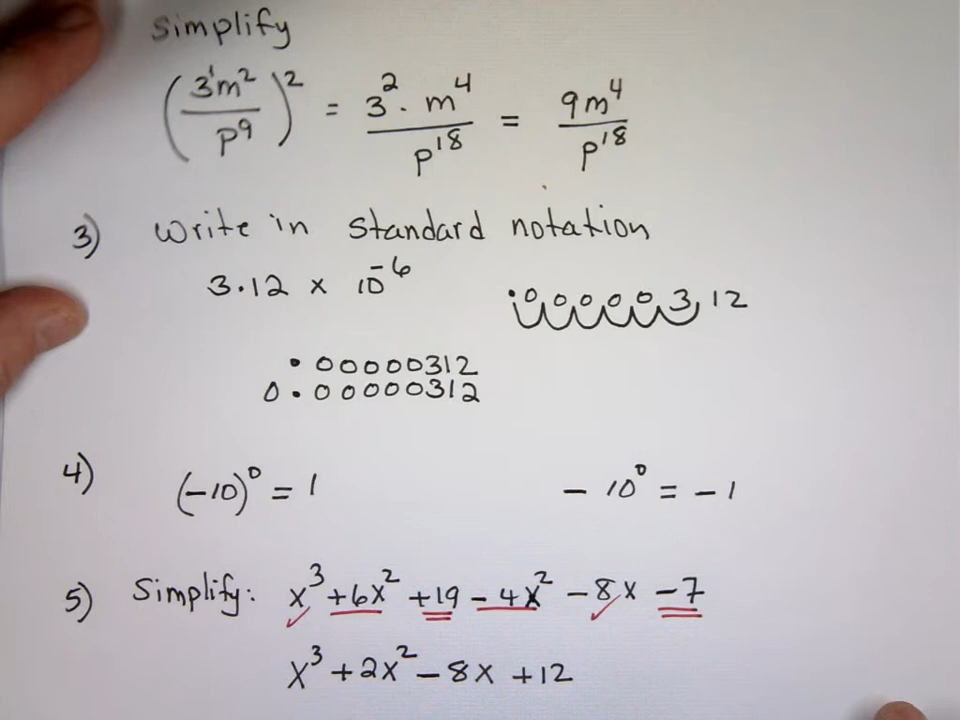 Simplify
(3¹m²/p⁹)² = 3²·m⁴/p¹⁸ = 9m⁴/p¹⁸
3) Write in standard notation
3.12 x 10⁻⁶
.000003,12
.00000312
0.00000312
4) (-10)⁰ = 1 - 10⁰ = -1
5) Simplify: x³ +6x² +19 - 4x² - 8x - 7
x³ + 2x² - 8x + 12